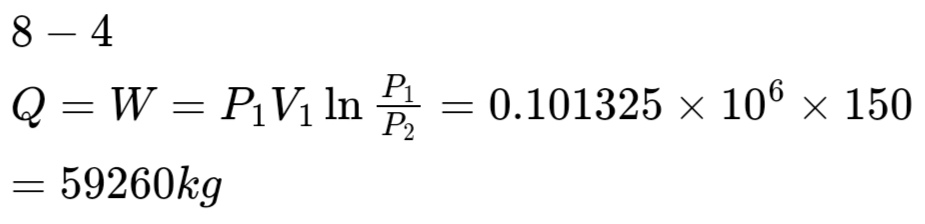 8 − 4
Q = W = P₁V₁ ln P₁/P₂ = 0.101325 × 10⁶ × 150
= 59260kg